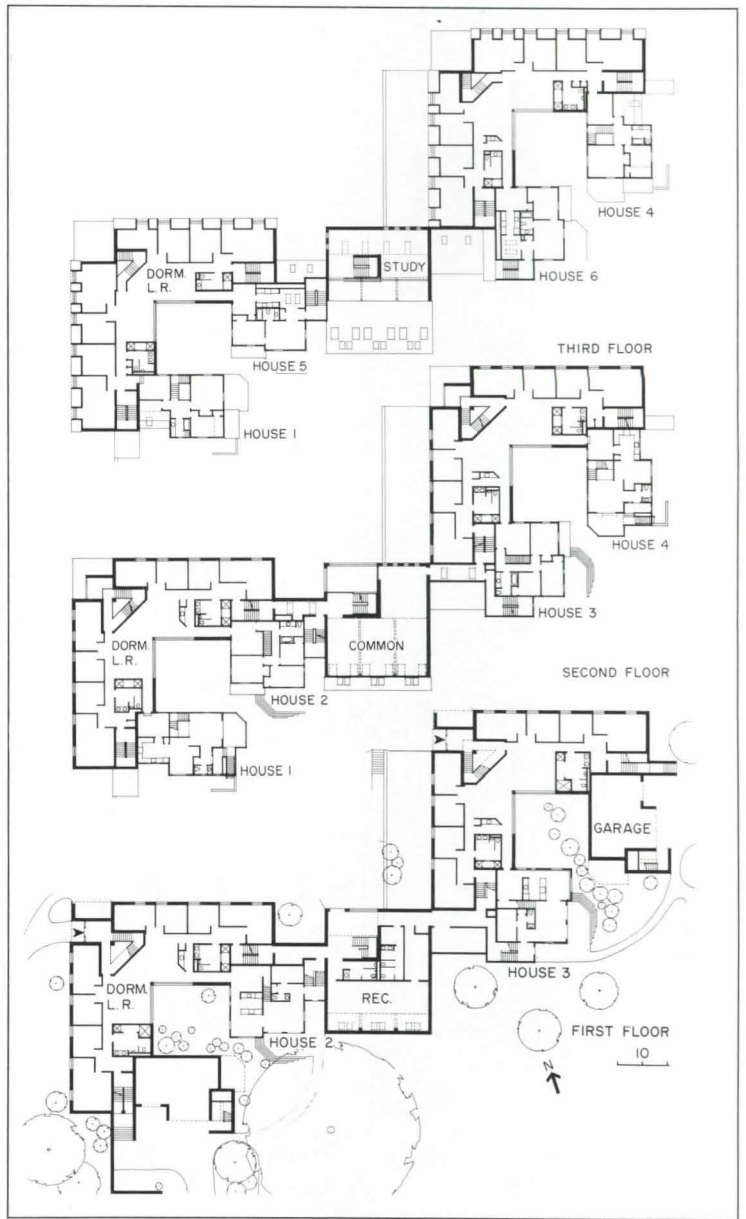 HOUSE 4
STUDY
HOUSE 6
DORM.
L.R.
HOUSE 5
THIRD FLOOR
HOUSE 1
HOUSE 4
HOUSE 3
DORM.
L.R.
COMMON
SECOND FLOOR
HOUSE 2
HOUSE 1
GARAGE
HOUSE 3
DORM.
L.R.
REC.
FIRST FLOOR
HOUSE 2
10
N